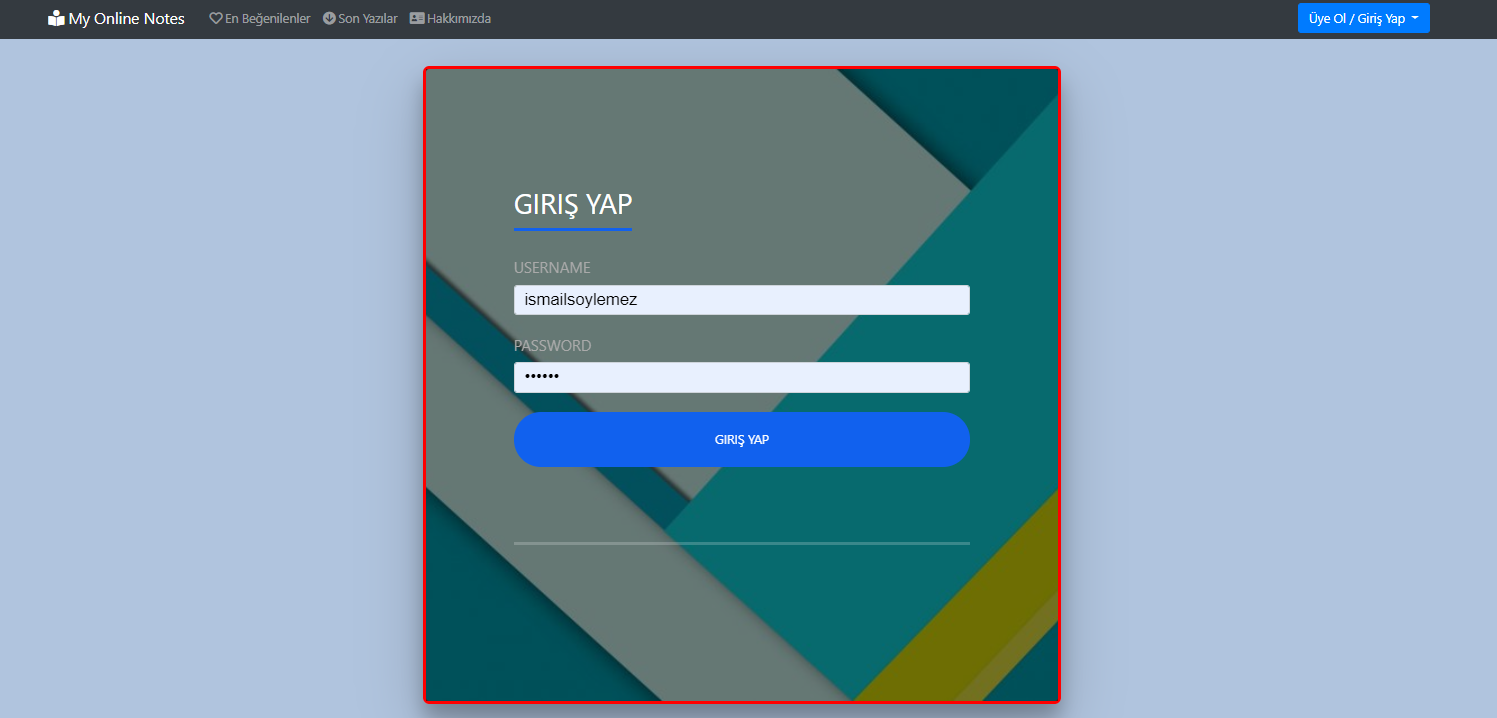 My Online Notes En Beğenilenler Son Yazılar Hakkımızda Üye Ol / Giriş Yap
GIRIŞ YAP
USERNAME
ismailsoylemez
PASSWORD
••••••
GIRIŞ YAP